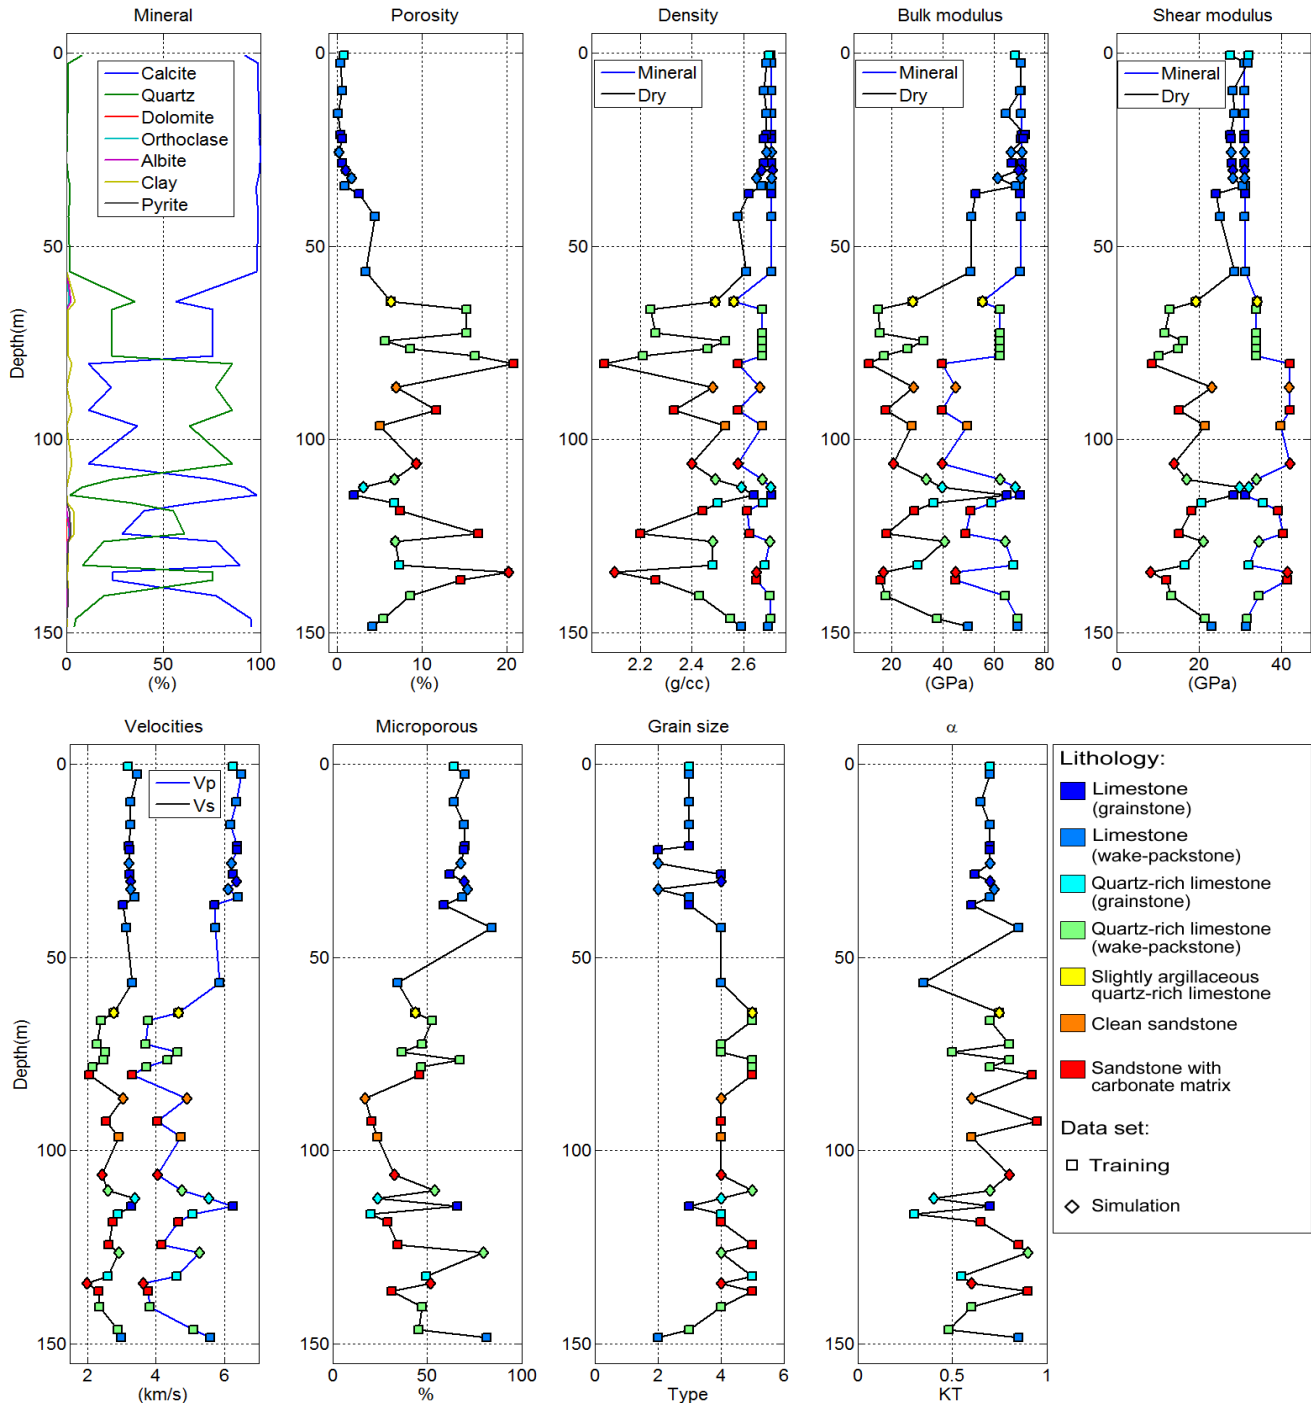 Mineral
Porosity
Density
Bulk modulus
Shear modulus
0
50
100
150
Depth(m)
Calcite
Quartz
Dolomite
Orthoclase
Albite
Clay
Pyrite
0 50 100
(%)
0
50
100
150
0 10 20
(%)
0
50
100
150
Mineral
Dry
2.2 2.4 2.6
(g/cc)
0
50
100
150
Mineral
Dry
20 40 60 80
(GPa)
0
50
100
150
Mineral
Dry
0 20 40
(GPa)
Velocities
Microporous
Grain size
α
0
50
100
150
Depth(m)
Vp
Vs
2 4 6
(km/s)
0
50
100
150
0 50 100
%
0
50
100
150
0 2 4 6
Type
0
50
100
150
0 0.5 1
KT
Lithology:
Limestone
(grainstone)
Limestone
(wake-packstone)
Quartz-rich limestone
(grainstone)
Quartz-rich limestone
(wake-packstone)
Slightly argillaceous
quartz-rich limestone
Clean sandstone
Sandstone with
carbonate matrix
Data set:
Training
Simulation